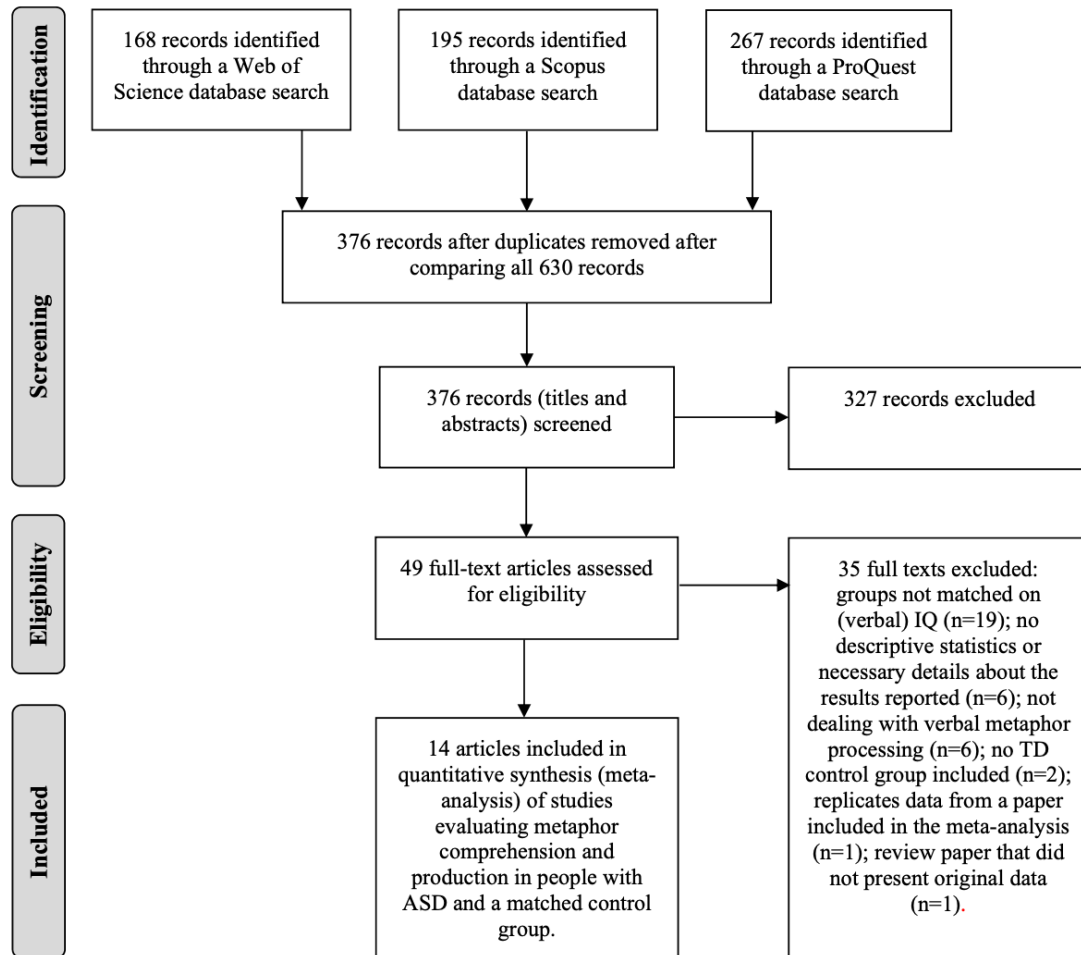 Identification
168 records identified
through a Web of
Science database search
195 records identified
through a Scopus
database search
267 records identified
through a ProQuest
database search
Screening
376 records after duplicates removed after
comparing all 630 records
376 records (titles and
abstracts) screened
327 records excluded
Eligibility
49 full-text articles assessed
for eligibility
35 full texts excluded:
groups not matched on
(verbal) IQ (n=19); no
descriptive statistics or
necessary details about the
results reported (n=6); not
dealing with verbal metaphor
processing (n=6); no TD
control group included (n=2);
replicates data from a paper
included in the meta-analysis
(n=1); review paper that did
not present original data
(n=1).
Included
14 articles included in
quantitative synthesis (meta-
analysis) of studies
evaluating metaphor
comprehension and
production in people with
ASD and a matched control
group.